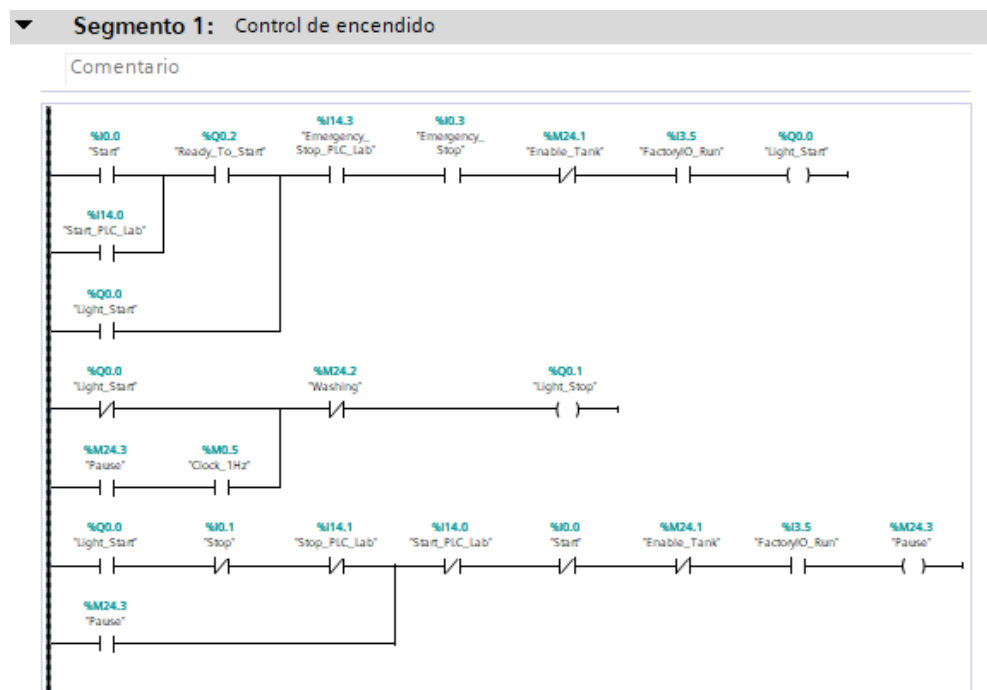 Segmento 1: Control de encendido
Comentario
%I0.0 %Q0.2 %I14.3 %I0.3 %M24.1 %I3.5 %Q0.0
"Start" "Ready_To_Start" "Emergency_ "Emergency_ "Enable_Tank" "FactoryIO_Run" "Light_Start"
Stop_PLC_Lab" Stop"
%I14.0
"Start_PLC_Lab"
%Q0.0
"Light_Start"
%Q0.0 %M24.2 %Q0.1
"Light_Start" "Washing" "Light_Stop"
%M24.3 %M0.5
"Pause" "Clock_1Hz"
%Q0.0 %I0.1 %I14.1 %I14.0 %I0.0 %M24.1 %I3.5 %M24.3
"Light_Start" "Stop" "Stop_PLC_Lab" "Start_PLC_Lab" "Start" "Enable_Tank" "FactoryIO_Run" "Pause"
%M24.3
"Pause"